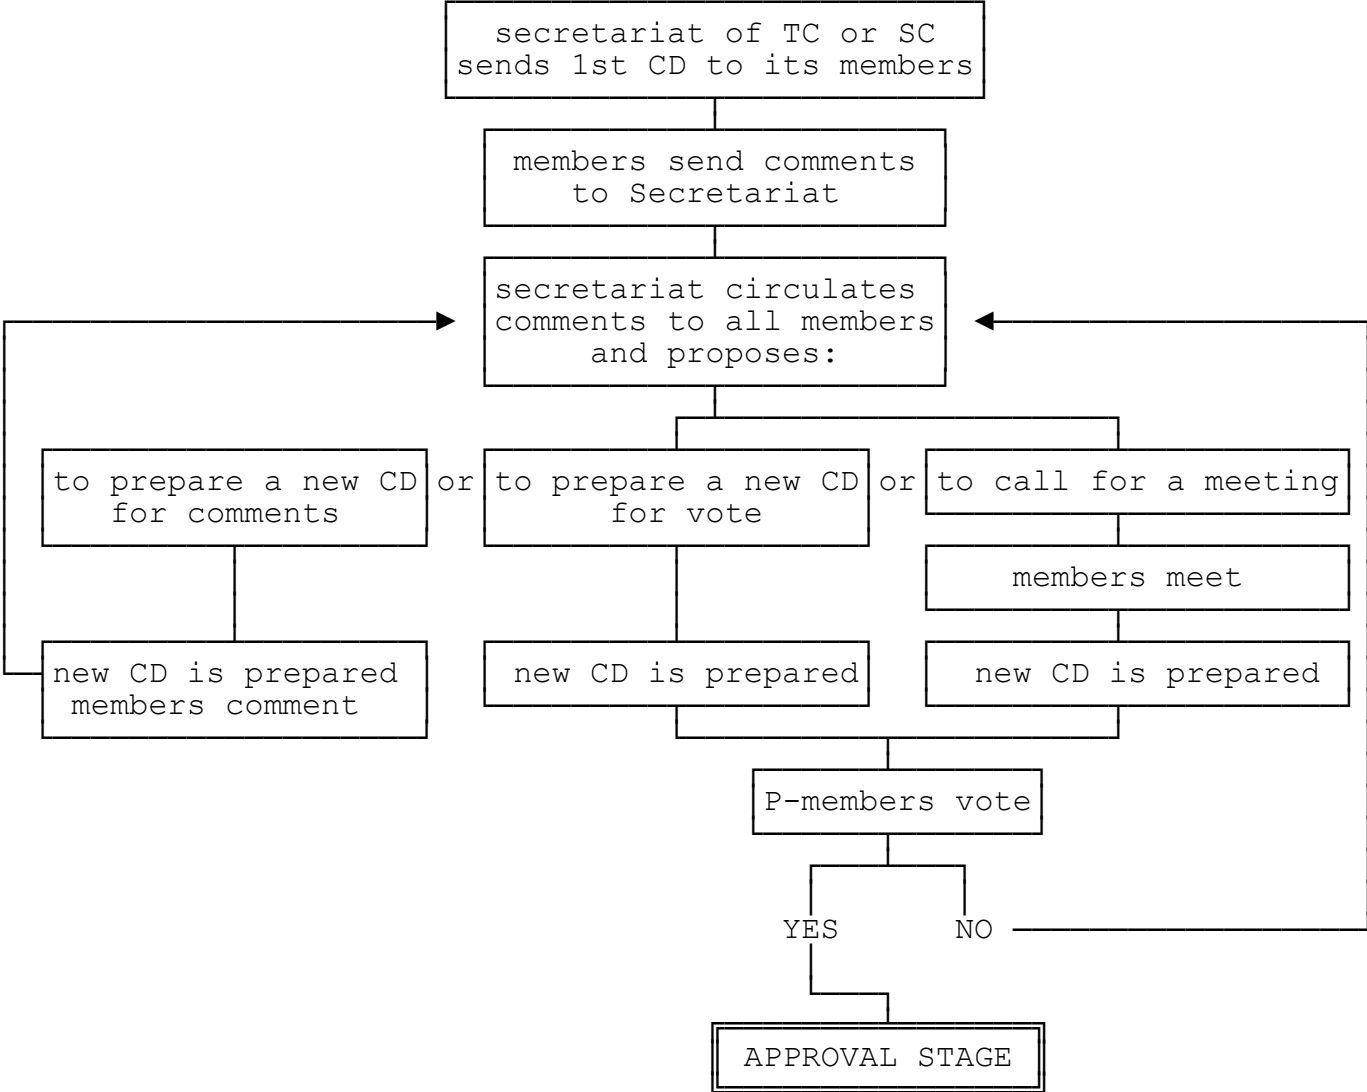 secretariat of TC or SC
sends 1st CD to its members
members send comments
to Secretariat
secretariat circulates
comments to all members
and proposes:
to prepare a new CD
for comments
or
to prepare a new CD
for vote
or
to call for a meeting
members meet
new CD is prepared
members comment
new CD is prepared
new CD is prepared
P-members vote
YES
NO
APPROVAL STAGE